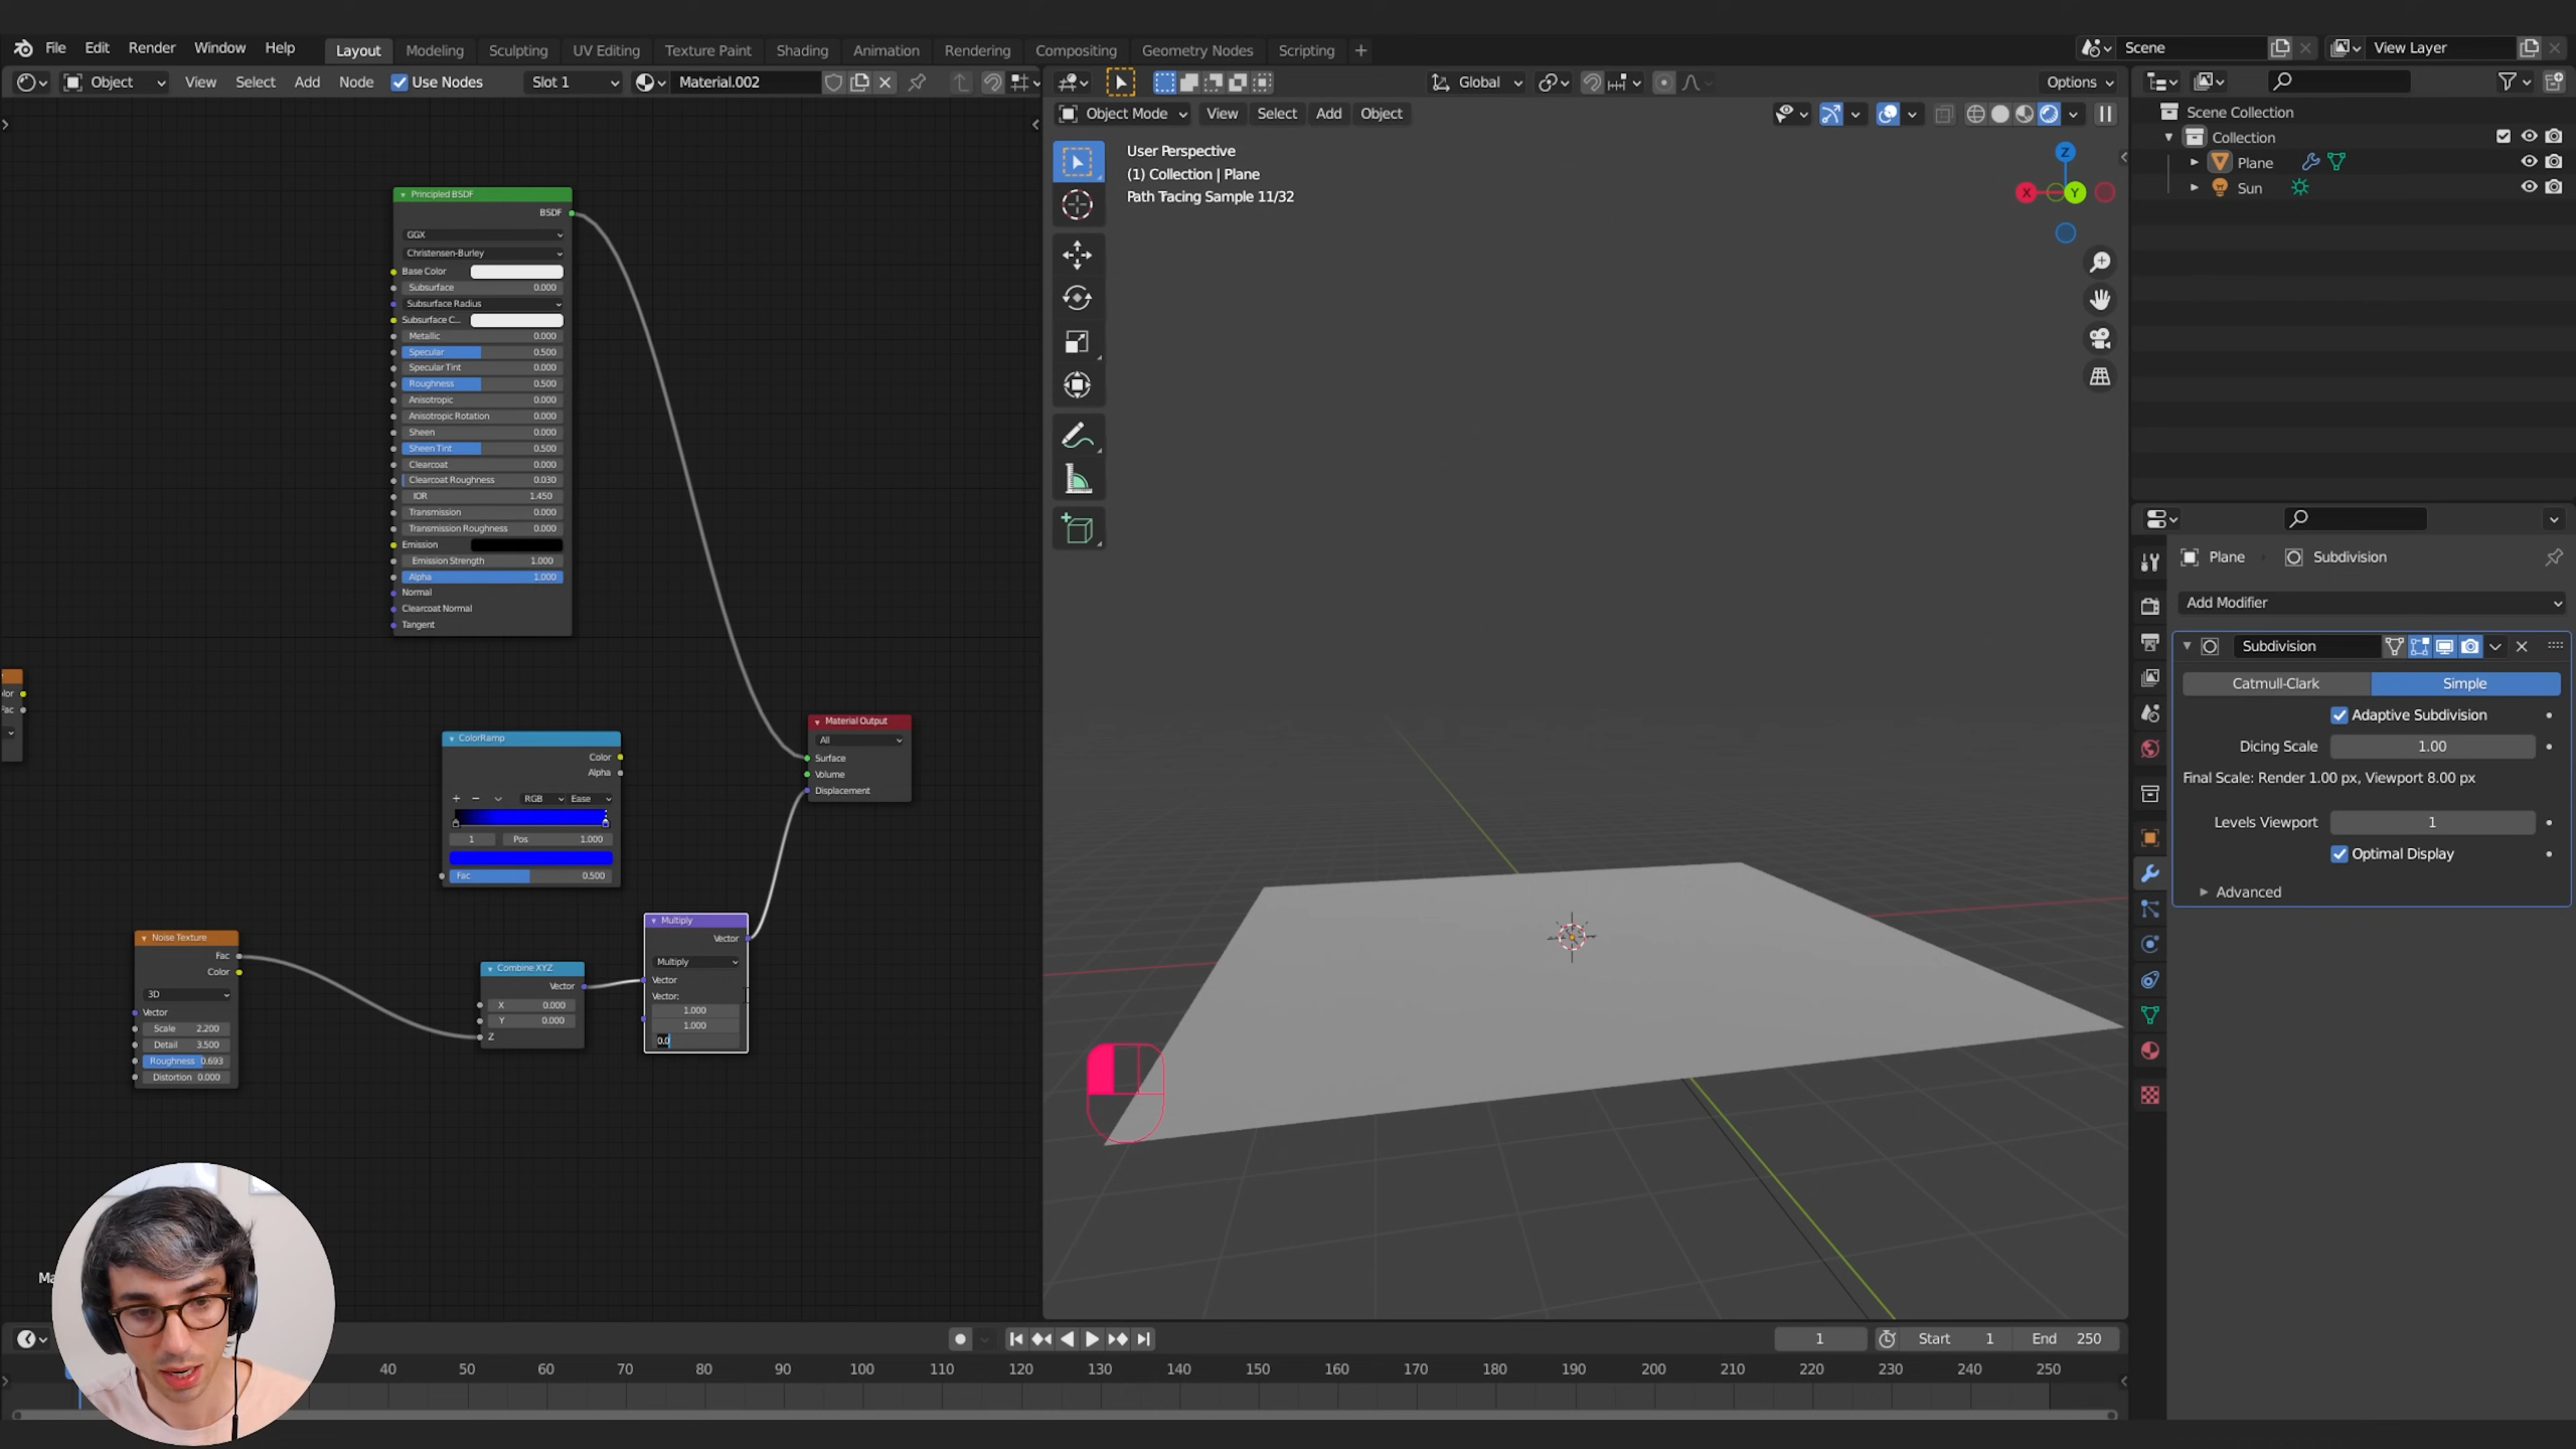 File Edit Render Window Help Layout Modeling Sculpting UV Editing Texture Paint Shading Animation Rendering Compositing Geometry Nodes Scripting + Scene View Layer
Object View Select Add Node Use Nodes Slot 1 Material.002 Global Options
Object Mode View Select Add Object
User Perspective
(1) Collection | Plane
Path Tacing Sample 11/32
Z
X
Y
Scene Collection
Collection
Plane
Sun
Principled BSDF
BSDF
GGX
Christensen-Burley
Base Color
Subsurface 0.000
Subsurface Radius
Subsurface C...
Metallic 0.000
Specular 0.500
Specular Tint 0.000
Roughness 0.500
Anisotropic 0.000
Anisotropic Rotation 0.000
Sheen 0.000
Sheen Tint 0.500
Clearcoat 0.000
Clearcoat Roughness 0.030
IOR 1.450
Transmission 0.000
Transmission Roughness 0.000
Emission
Emission Strength 1.000
Alpha 1.000
Normal
Clearcoat Normal
Tangent
Material Output
All
Surface
Volume
Displacement
ColorRamp
Color
Alpha
+ − RGB Ease
1 Pos 1.000
Fac 0.500
Noise Texture
Fac
Color
3D
Vector
Scale 2.200
Detail 3.500
Roughness 0.693
Distortion 0.000
Combine XYZ
Vector
X 0.000
Y 0.000
Z
Multiply
Vector
Multiply
Vector
Vector:
1.000
1.000
0.0
Plane Subdivision
Add Modifier
Subdivision
Catmull-Clark Simple
Adaptive Subdivision
Dicing Scale 1.00
Final Scale: Render 1.00 px, Viewport 8.00 px
Levels Viewport 1
Optimal Display
Advanced
1 Start 1 End 250
40 50 60 70 80 90 100 110 120 130 140 150 160 170 180 190 200 210 220 230 240 250